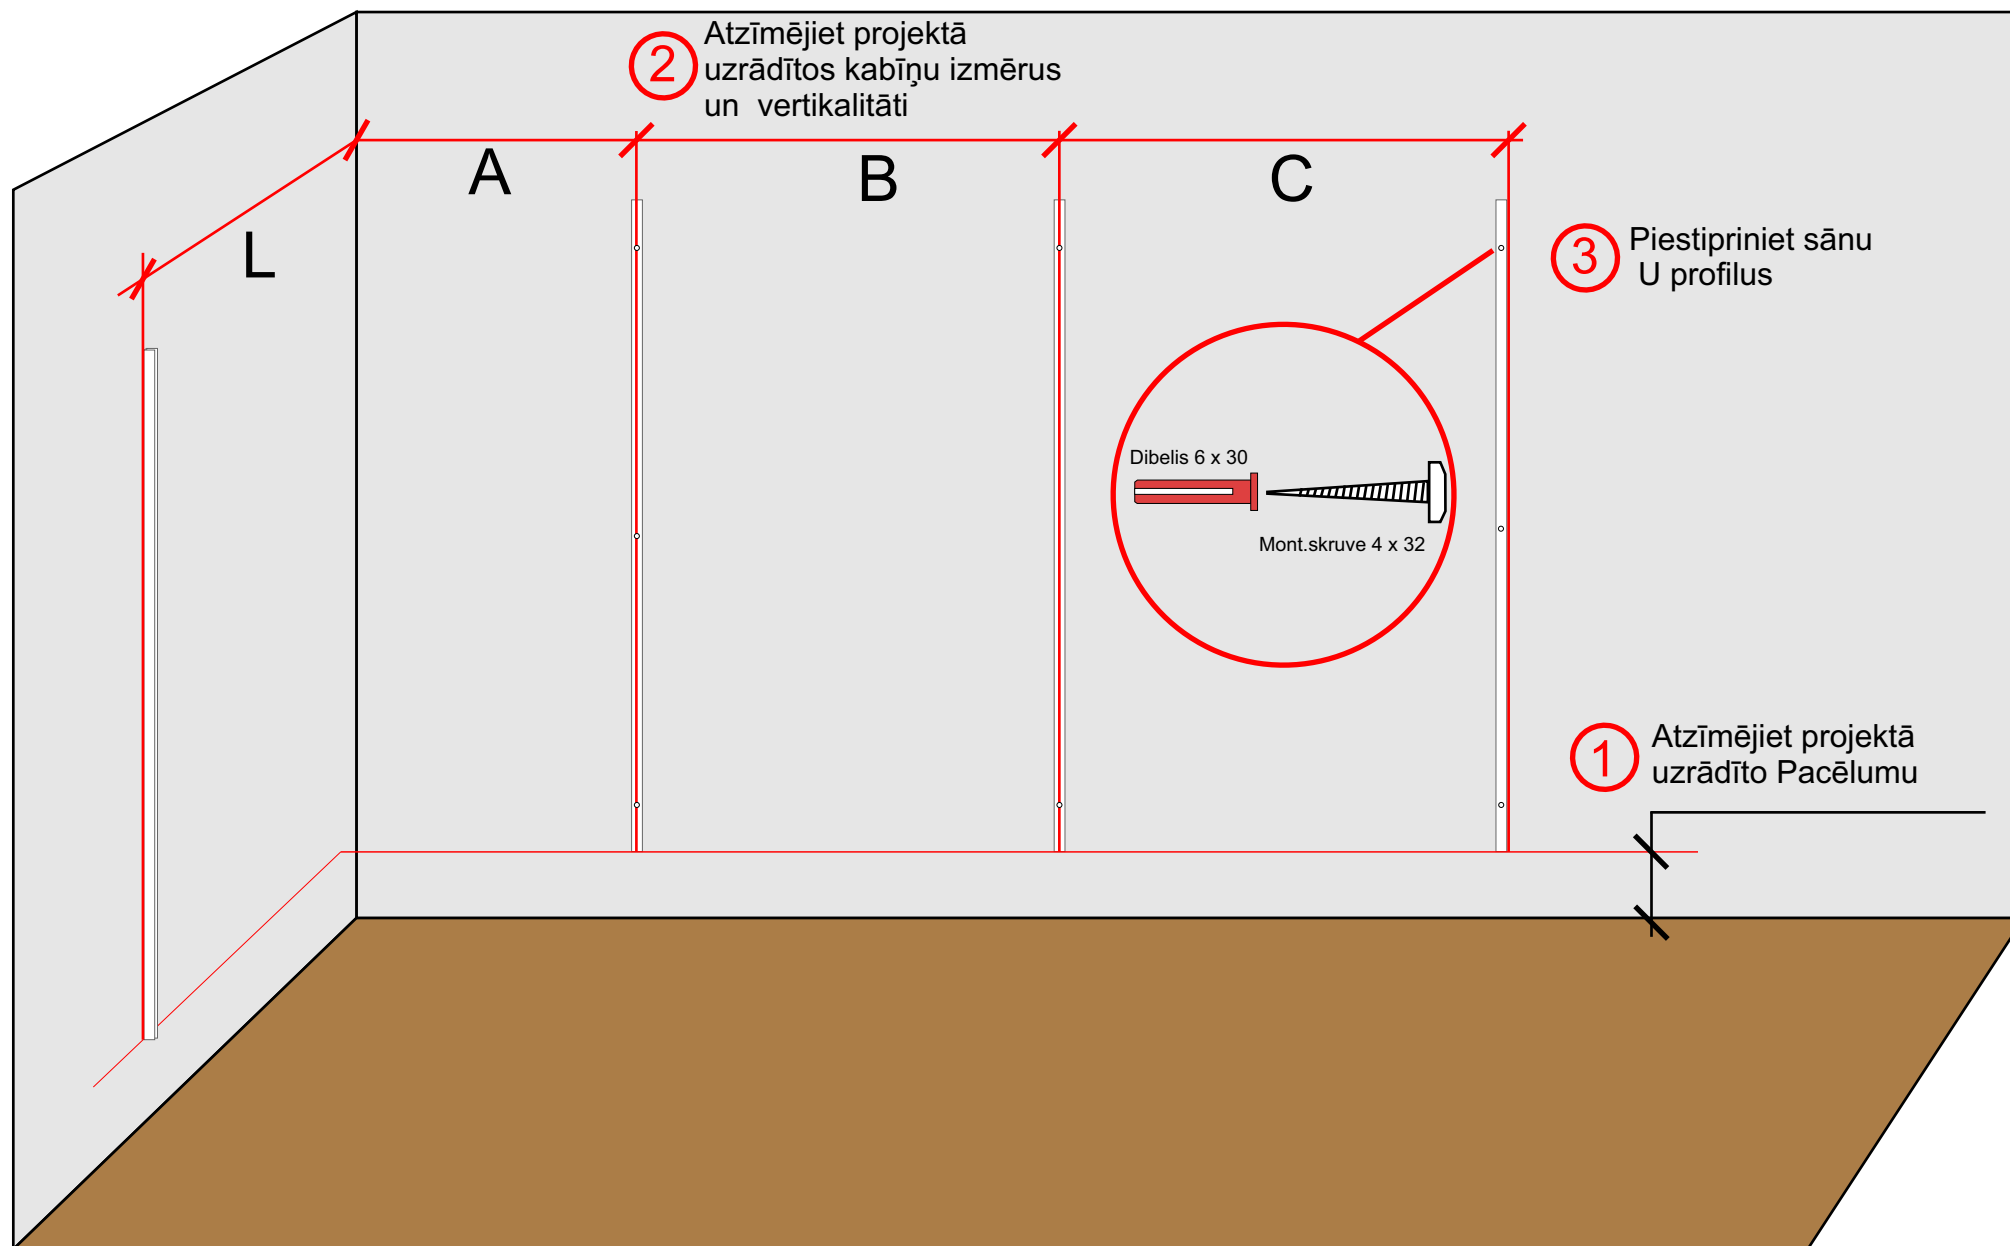 2
Atzīmējiet projektā
uzrādītos kabīņu izmērus
un  vertikalitāti
A
B
C
L
3
Piestipriniet sānu
U profilus
Dibelis 6 x 30
Mont.skruve 4 x 32
1
Atzīmējiet projektā
uzrādīto Pacēlumu